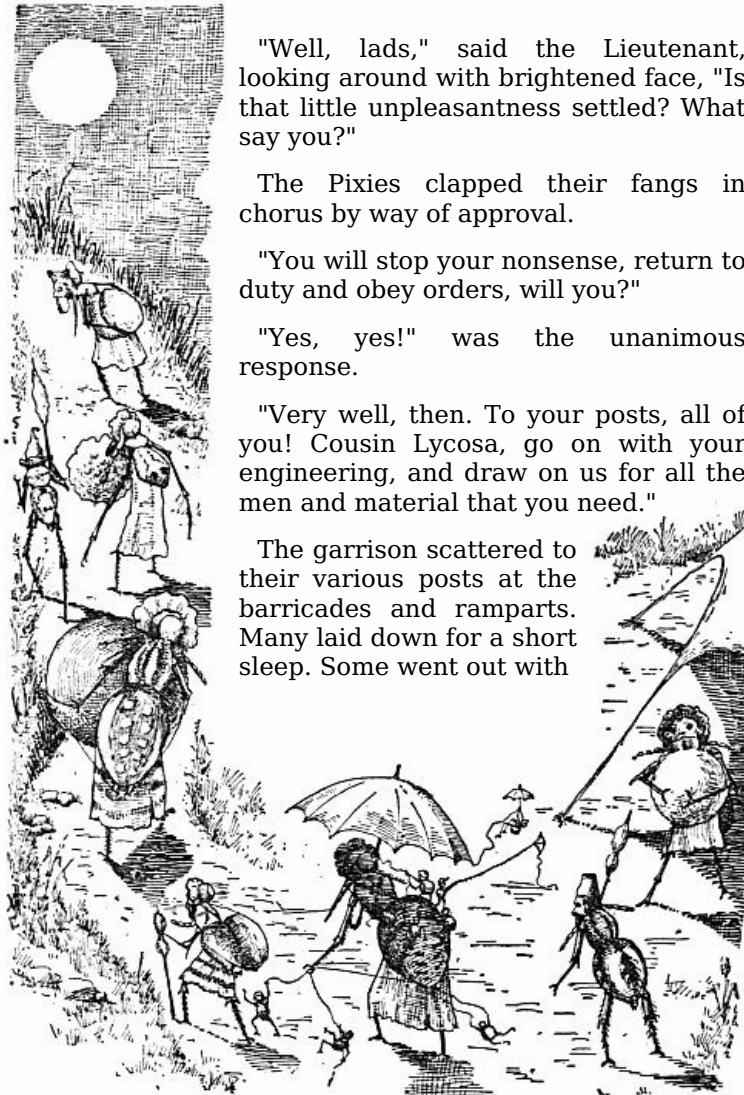 "Well, lads," said the Lieutenant,
looking around with brightened face, "Is
that little unpleasantness settled? What
say you?"
The Pixies clapped their fangs in
chorus by way of approval.
"You will stop your nonsense, return to
duty and obey orders, will you?"
"Yes, yes!" was the unanimous
response.
"Very well, then. To your posts, all of
you! Cousin Lycosa, go on with your
engineering, and draw on us for all the
men and material that you need."
The garrison scattered to
their various posts at the
barricades and ramparts.
Many laid down for a short
sleep. Some went out with